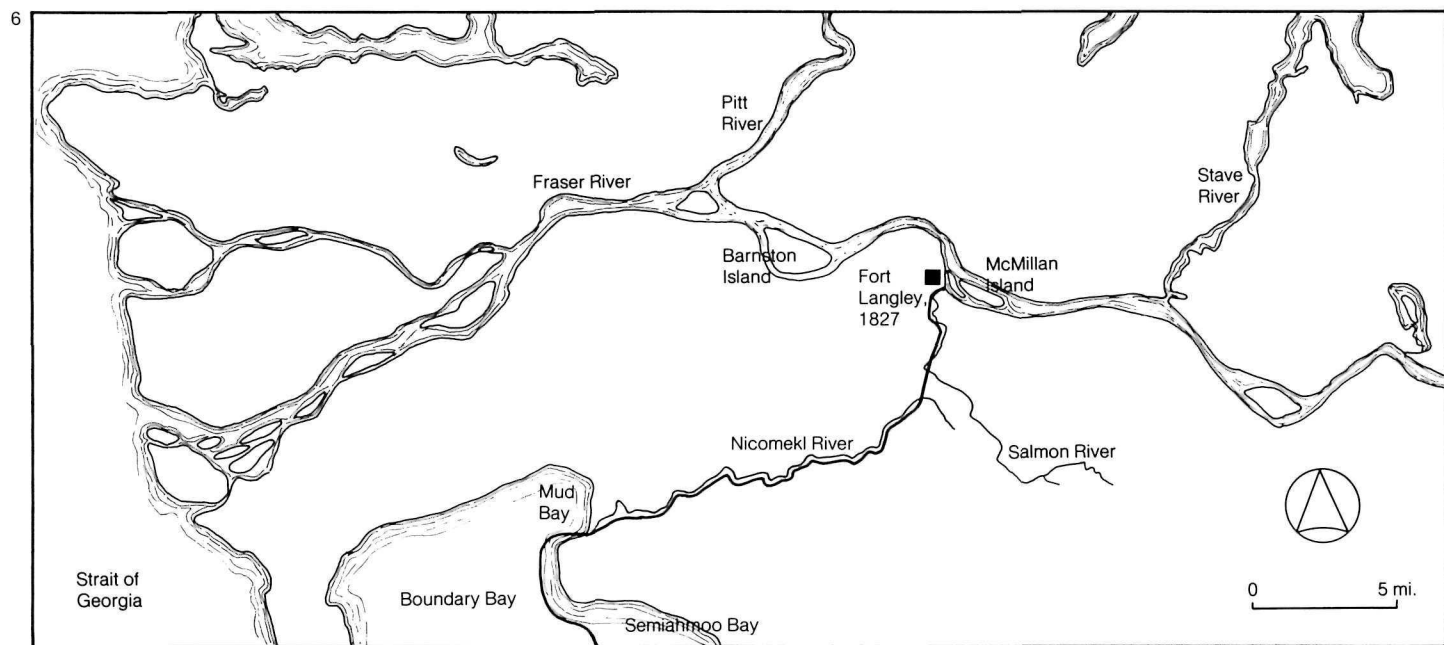 6
Pitt
River
Fraser River
Stave
River
Barnston
Island
McMillan
Island
Fort
Langley,
1827
Nicomekl River
Salmon River
Mud
Bay
Strait of
Georgia
Boundary Bay
Semiahmoo Bay
0 5 mi.